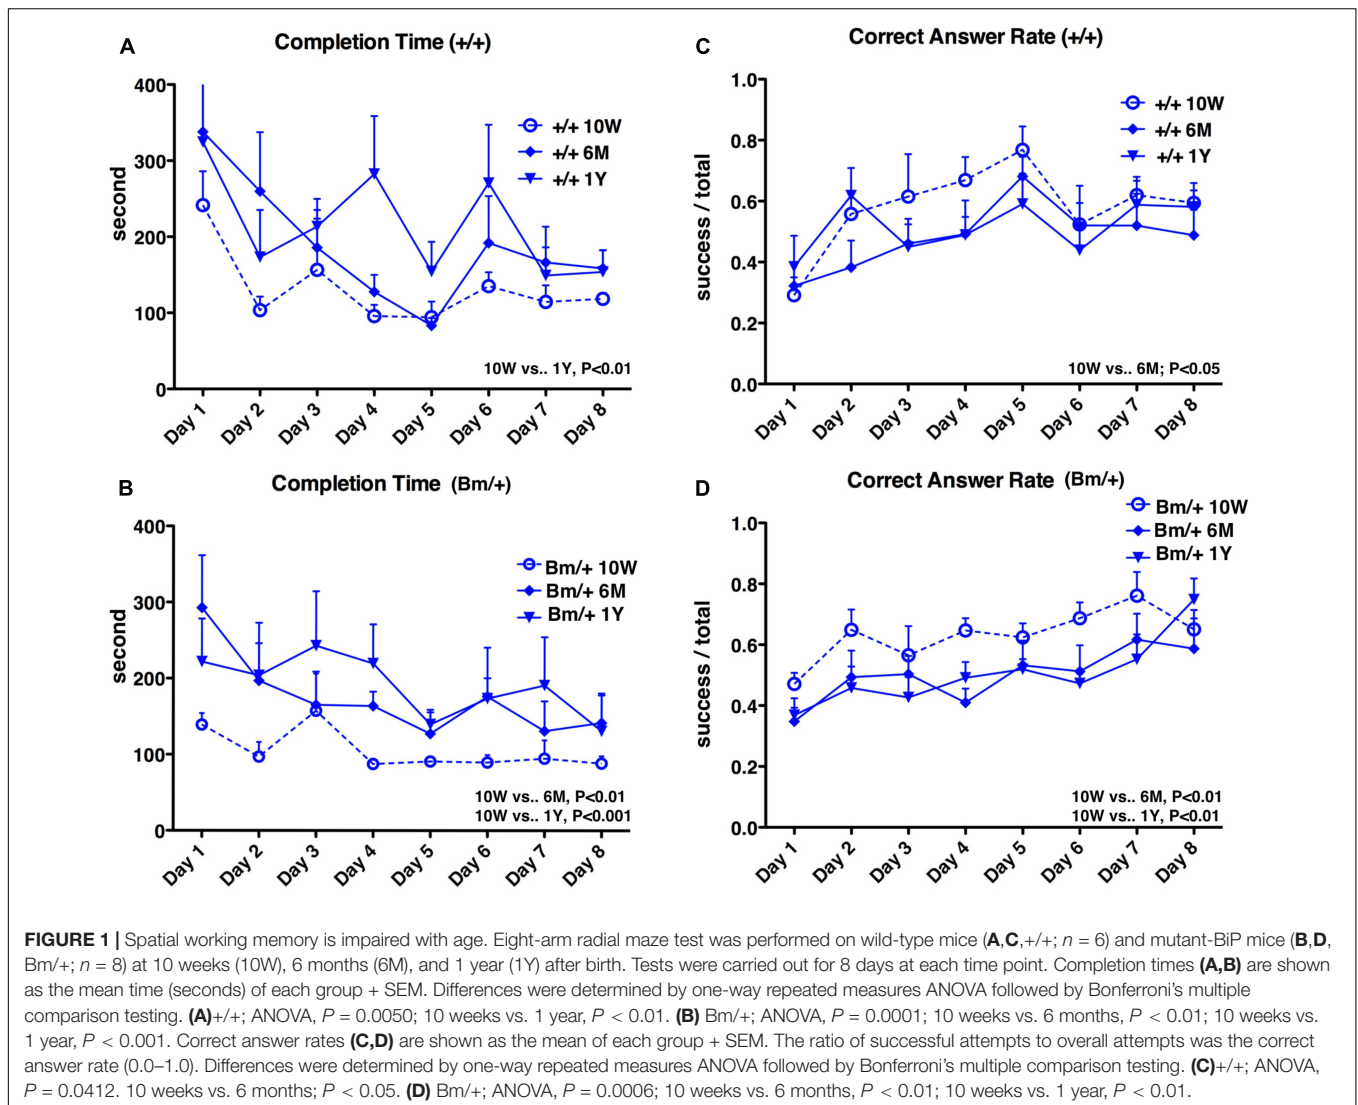 A
Completion Time (+/+)
400
300
200
100
0
second
+/+ 10W
+/+ 6M
+/+ 1Y
10W vs.. 1Y, P<0.01
Day 1
Day 2
Day 3
Day 4
Day 5
Day 6
Day 7
Day 8
C
Correct Answer Rate (+/+)
1.0
0.8
0.6
0.4
0.2
0.0
success / total
+/+ 10W
+/+ 6M
+/+ 1Y
10W vs.. 6M; P<0.05
Day 1
Day 2
Day 3
Day 4
Day 5
Day 6
Day 7
Day 8
B
Completion Time (Bm/+)
400
300
200
100
0
second
Bm/+ 10W
Bm/+ 6M
Bm/+ 1Y
10W vs.. 6M, P<0.01
10W vs.. 1Y, P<0.001
Day 1
Day 2
Day 3
Day 4
Day 5
Day 6
Day 7
Day 8
D
Correct Answer Rate (Bm/+)
1.0
0.8
0.6
0.4
0.2
0.0
success / total
Bm/+ 10W
Bm/+ 6M
Bm/+ 1Y
10W vs.. 6M, P<0.01
10W vs.. 1Y, P<0.01
Day 1
Day 2
Day 3
Day 4
Day 5
Day 6
Day 7
Day 8
FIGURE 1 | Spatial working memory is impaired with age. Eight-arm radial maze test was performed on wild-type mice (A,C,+/+; n = 6) and mutant-BiP mice (B,D,
Bm/+; n = 8) at 10 weeks (10W), 6 months (6M), and 1 year (1Y) after birth. Tests were carried out for 8 days at each time point. Completion times (A,B) are shown
as the mean time (seconds) of each group + SEM. Differences were determined by one-way repeated measures ANOVA followed by Bonferroni's multiple
comparison testing. (A)+/+; ANOVA, P = 0.0050; 10 weeks vs. 1 year, P < 0.01. (B) Bm/+; ANOVA, P = 0.0001; 10 weeks vs. 6 months, P < 0.01; 10 weeks vs.
1 year, P < 0.001. Correct answer rates (C,D) are shown as the mean of each group + SEM. The ratio of successful attempts to overall attempts was the correct
answer rate (0.0–1.0). Differences were determined by one-way repeated measures ANOVA followed by Bonferroni's multiple comparison testing. (C)+/+; ANOVA,
P = 0.0412. 10 weeks vs. 6 months; P < 0.05. (D) Bm/+; ANOVA, P = 0.0006; 10 weeks vs. 6 months, P < 0.01; 10 weeks vs. 1 year, P < 0.01.